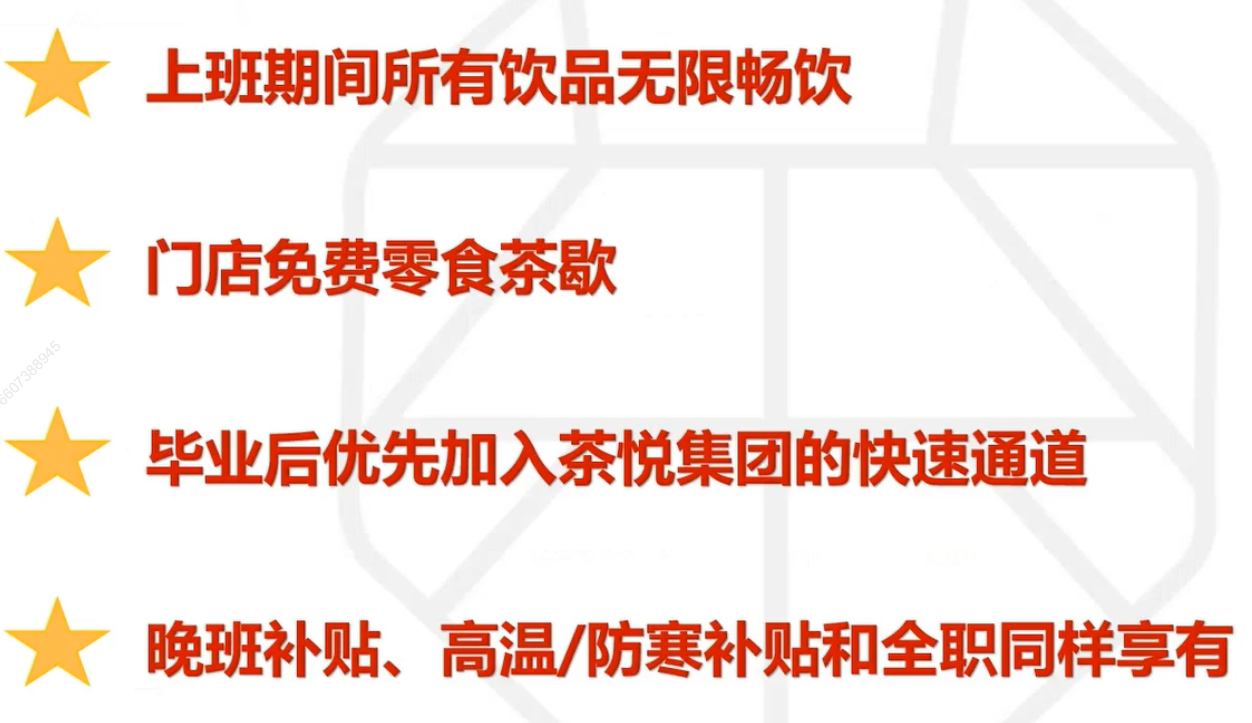 上班期间所有饮品无限畅饮
门店免费零食茶歇
6607388945
毕业后优先加入茶悦集团的快速通道
晚班补贴、高温/防寒补贴和全职同样享有